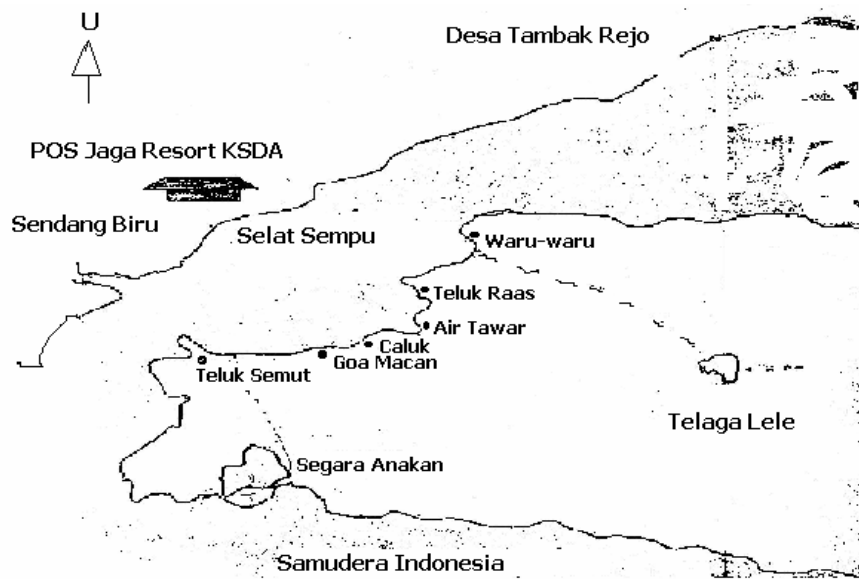 U
Desa Tambak Rejo
POS Jaga Resort KSDA
Sendang Biru
Selat Sempu
Waru-waru
Teluk Raas
Air Tawar
Caluk
Goa Macan
Teluk Semut
Telaga Lele
Segara Anakan
Samudera Indonesia